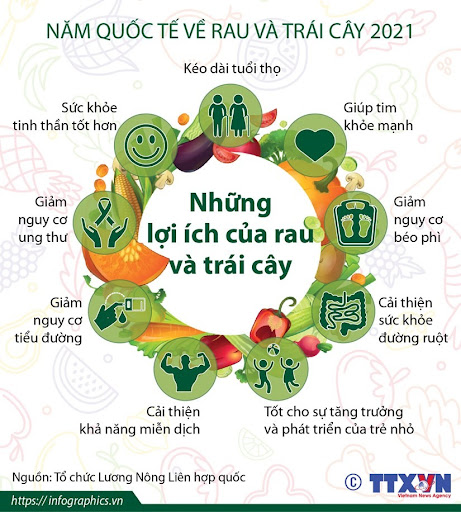 NĂM QUỐC TẾ VỀ RAU VÀ TRÁI CÂY 2021
Kéo dài tuổi thọ
Sức khỏe
tinh thần tốt hơn
Giúp tim
khỏe mạnh
Giảm
nguy cơ
ung thư
Những
lợi ích của rau
và trái cây
Giảm
nguy cơ
béo phì
Giảm
nguy cơ
tiểu đường
Cải thiện
sức khỏe
đường ruột
Cải thiện
khả năng miễn dịch
Tốt cho sự tăng trưởng
và phát triển của trẻ nhỏ
Nguồn: Tổ chức Lương Nông Liên hợp quốc
https://infographics.vn
© TTXVN
Vietnam News Agency